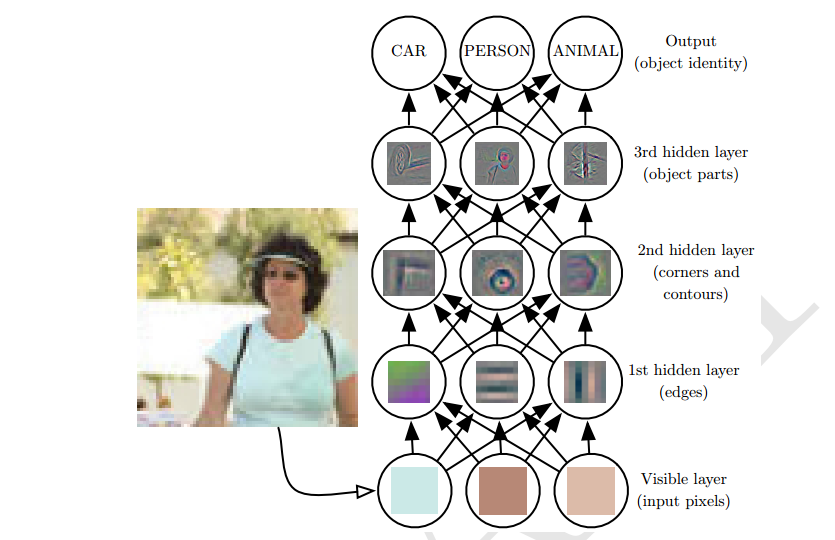 CAR
PERSON
ANIMAL
Output
(object identity)
3rd hidden layer
(object parts)
2nd hidden layer
(corners and
contours)
1st hidden layer
(edges)
Visible layer
(input pixels)